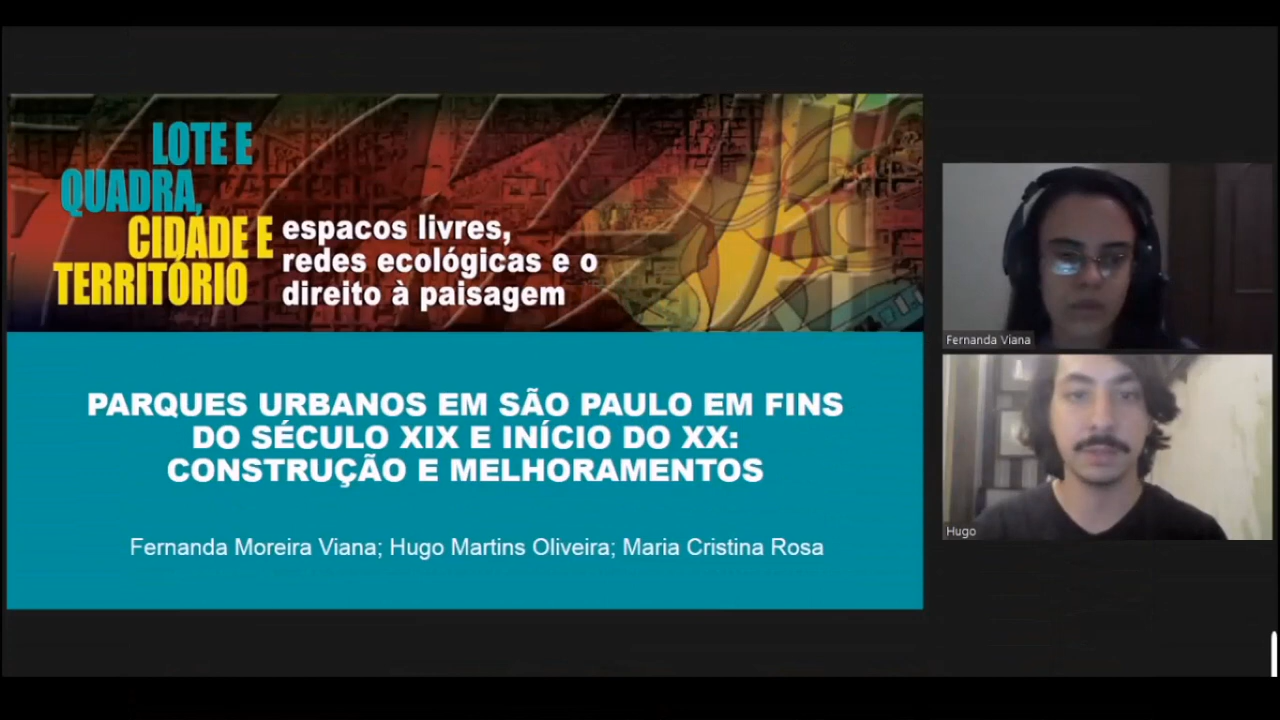 LOTE E
QUADRA,
CIDADE E
TERRITÓRIO
espacos livres,
redes ecológicas e o
direito à paisagem
PARQUES URBANOS EM SÃO PAULO EM FINS
DO SÉCULO XIX E INÍCIO DO XX:
CONSTRUÇÃO E MELHORAMENTOS
Fernanda Moreira Viana; Hugo Martins Oliveira; Maria Cristina Rosa
Fernanda Viana
Hugo